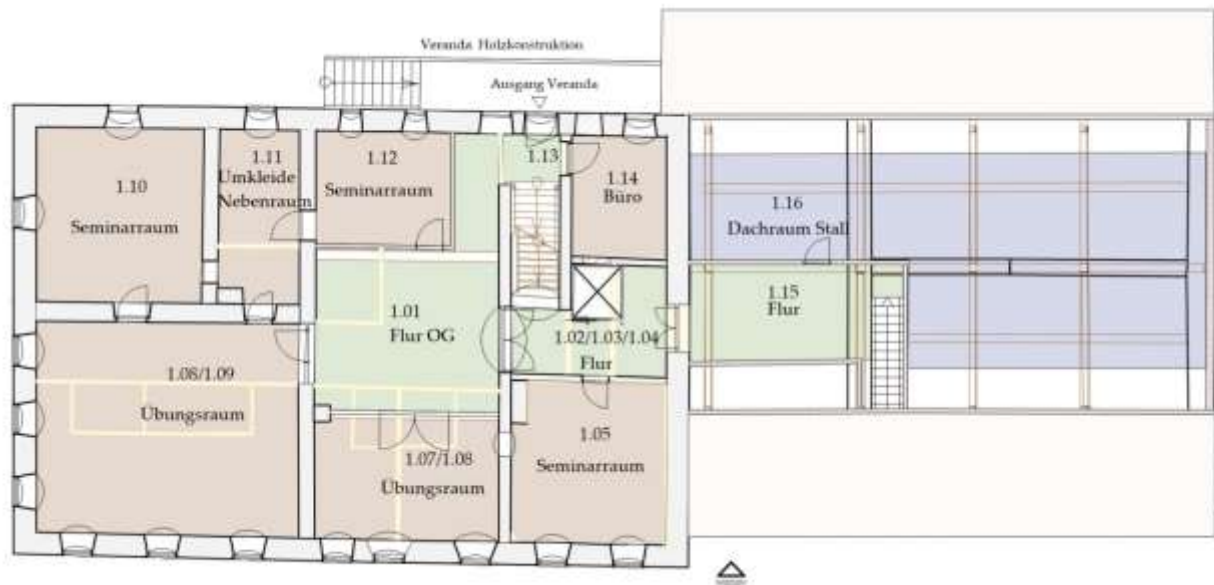 Veranda Holzkonstruktion
Ausgang Veranda
1.10
Seminarraum
1.11
Umkleide
Nebenraum
1.12
Seminarraum
1.13
1.14
Büro
1.16
Dachraum Stall
1.01
Flur OG
1.02/1.03/1.04
Flur
1.15
Flur
1.08/1.09
Übungsraum
1.07/1.08
Übungsraum
1.05
Seminarraum